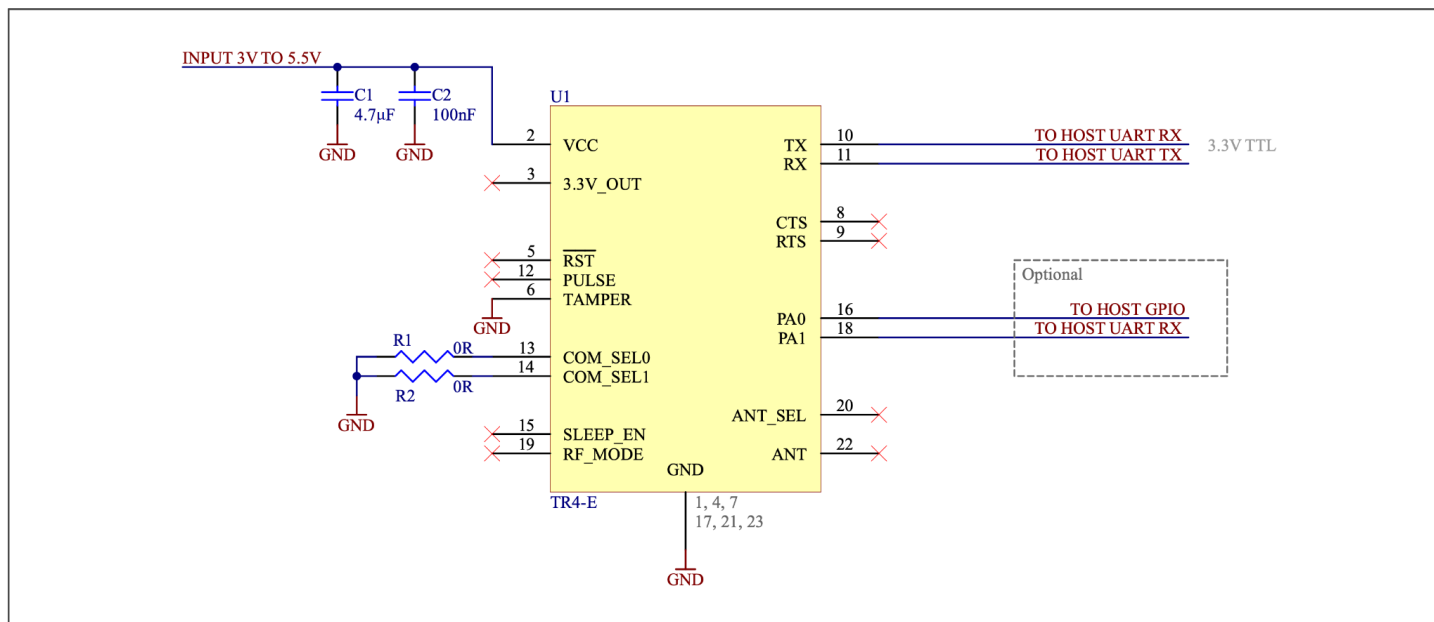 INPUT 3V TO 5.5V
C1
4.7µF
GND
C2
100nF
GND
U1
2 VCC
3 3.3V_OUT
5 RST
12 PULSE
6 TAMPER
GND
R1 0R
13 COM_SEL0
R2 0R
14 COM_SEL1
GND
15 SLEEP_EN
19 RF_MODE
TX 10 TO HOST UART RX
RX 11 TO HOST UART TX
3.3V TTL
CTS 8
RTS 9
Optional
PA0 16 TO HOST GPIO
PA1 18 TO HOST UART RX
ANT_SEL 20
ANT 22
GND
TR4-E
1, 4, 7
17, 21, 23
GND